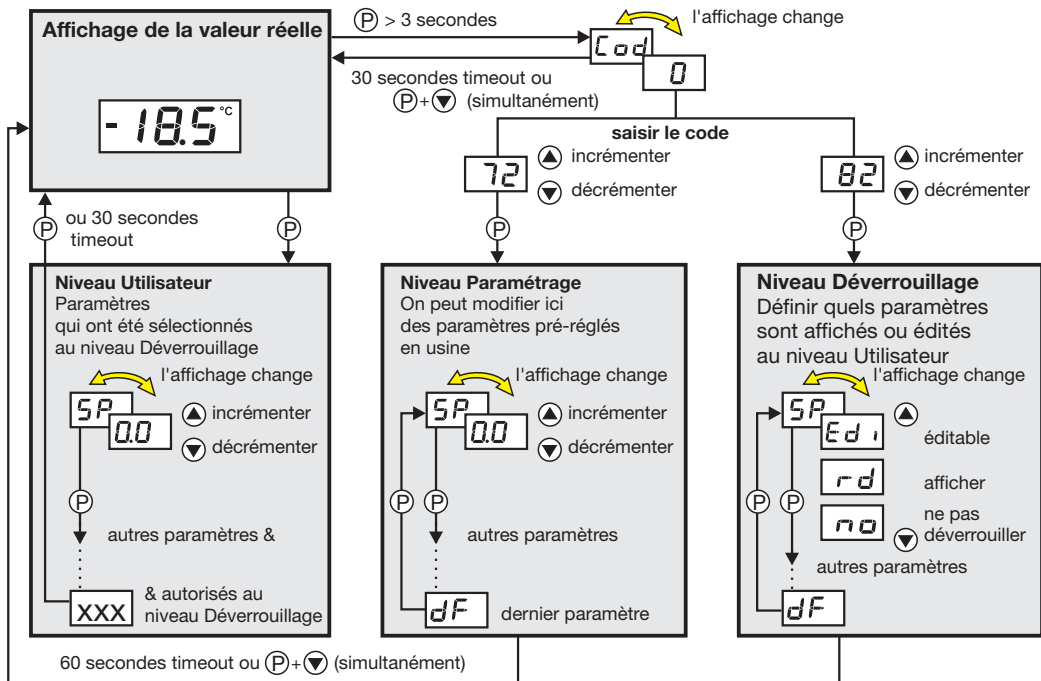 Affichage de la valeur réelle
-18.5 °C
P > 3 secondes
l'affichage change
Cod
0
30 secondes timeout ou
P+▼ (simultanément)
saisir le code
72
incrémenter
décrémenter
82
incrémenter
décrémenter
P
ou 30 secondes
timeout
P
P
P
Niveau Utilisateur
Paramètres
qui ont été sélectionnés
au niveau Déverrouillage
l'affichage change
SP
0.0
incrémenter
décrémenter
P
autres paramètres &
xxx
& autorisés au
niveau Déverrouillage
Niveau Paramétrage
On peut modifier ici
des paramètres pré-réglés
en usine
l'affichage change
SP
0.0
incrémenter
décrémenter
P
P
autres paramètres
dF
dernier paramètre
Niveau Déverrouillage
Définir quels paramètres
sont affichés ou édités
au niveau Utilisateur
l'affichage change
SP
Edi
éditable
rd
afficher
no
ne pas
déverrouiller
P
P
autres paramètres
dF
60 secondes timeout ou P+▼ (simultanément)